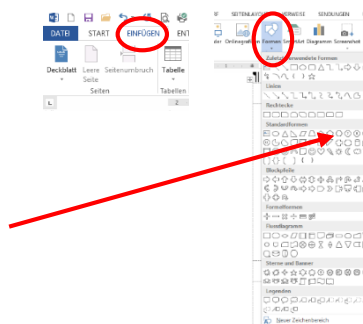 DATEI START EINFÜGEN ENT
Deckblatt Leere Seitenumbruch Tabelle
Seite
Seiten Tabellen
2
SEITENLAYOUT VERWEISE SENDUNGEN
Onlinegrafiken Formen SmartArt Diagramm Screenshot
Zuletzt verwendete Formen
Linien
Rechtecke
Standardformen
Blockpfeile
Formelformen
Flussdiagramm
Sterne und Banner
Legenden
Neuer Zeichenbereich